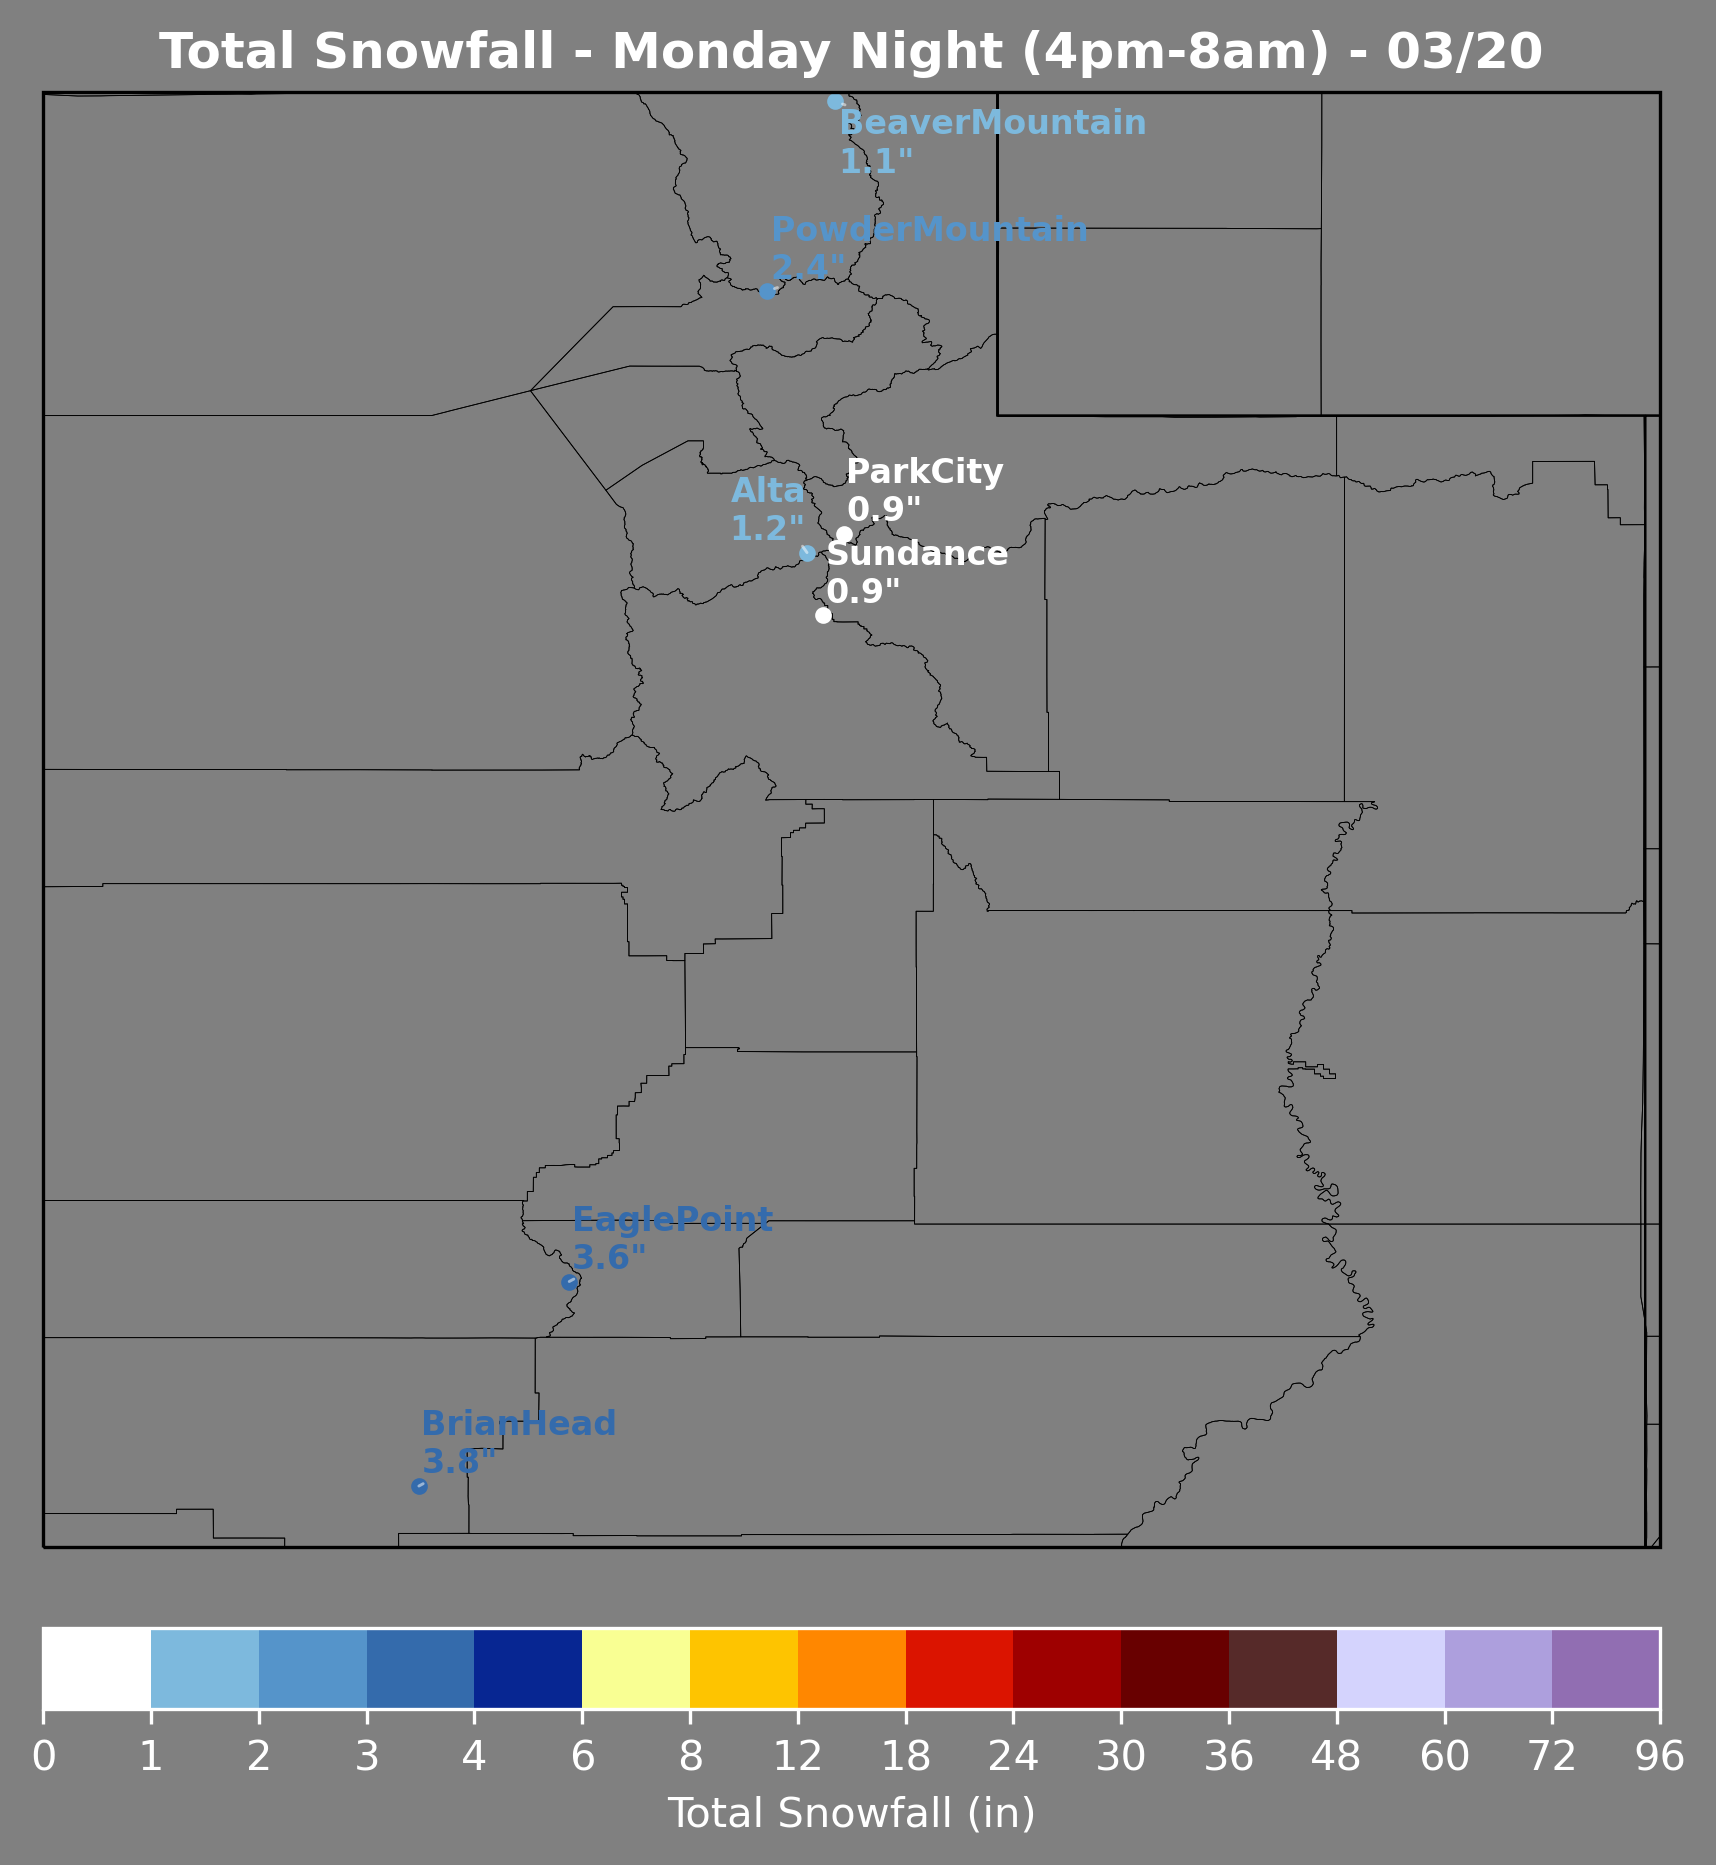 Total Snowfall - Monday Night (4pm-8am) - 03/20
BeaverMountain
1.1"
PowderMountain
2.4"
ParkCity
0.9"
Alta
1.2"
Sundance
0.9"
EaglePoint
3.6"
BrianHead
3.8"
0 1 2 3 4 6 8 12 18 24 30 36 48 60 72 96
Total Snowfall (in)